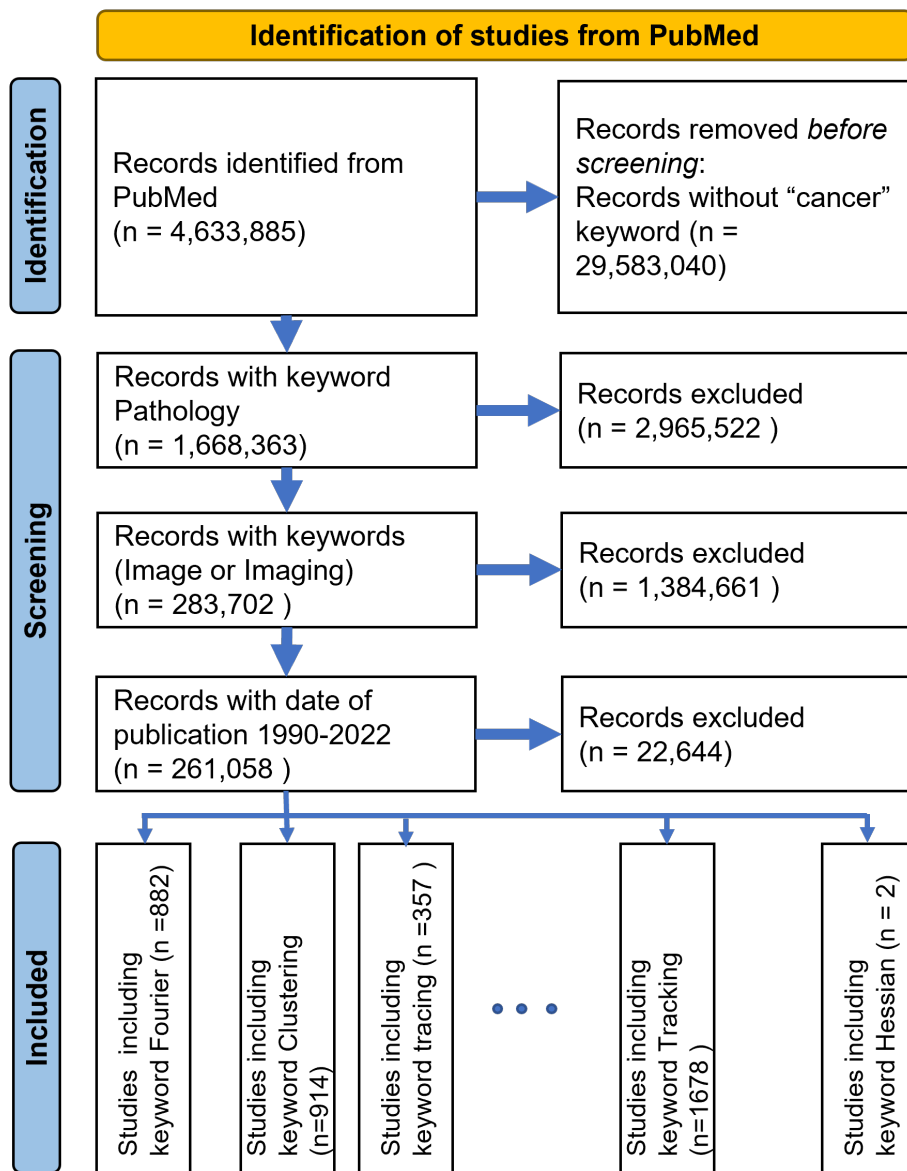 Identification of studies from PubMed
Identification
Records identified from
PubMed
(n = 4,633,885)
Records removed before
screening:
Records without “cancer”
keyword (n =
29,583,040)
Screening
Records with keyword
Pathology
(n = 1,668,363)
Records excluded
(n = 2,965,522 )
Records with keywords
(Image or Imaging)
(n = 283,702 )
Records excluded
(n = 1,384,661 )
Records with date of
publication 1990-2022
(n = 261,058 )
Records excluded
(n = 22,644)
Included
Studies including
keyword Fourier (n =882)
Studies including
keyword Clustering
(n=914)
Studies including
keyword tracing (n =357 )
Studies including
keyword Tracking
(n=1678 )
Studies including
keyword Hessian (n = 2)